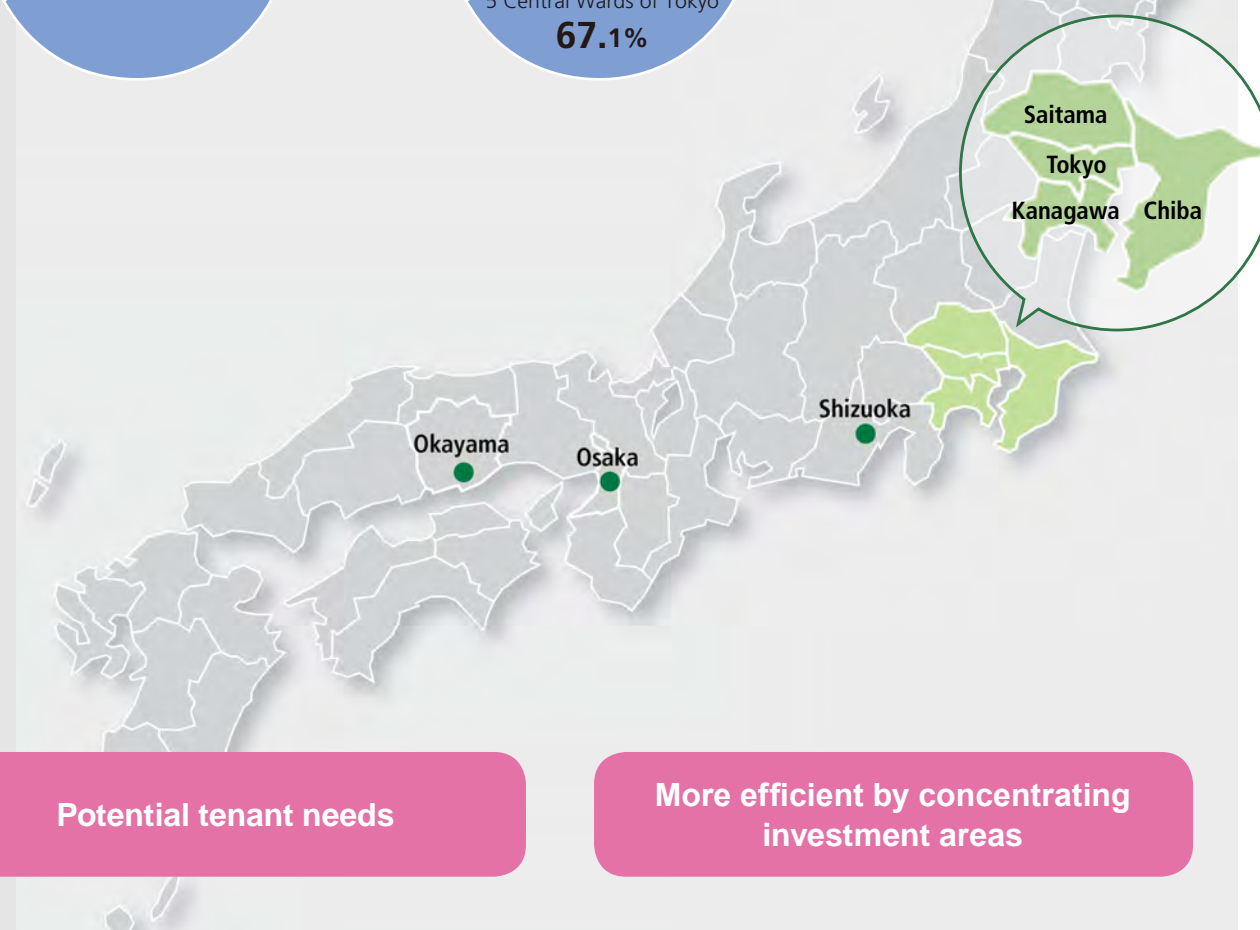 5 Central Wards of Tokyo
67.1%
Saitama
Tokyo
Kanagawa
Chiba
Shizuoka
Okayama
Osaka
Potential tenant needs
More efficient by concentrating
investment areas